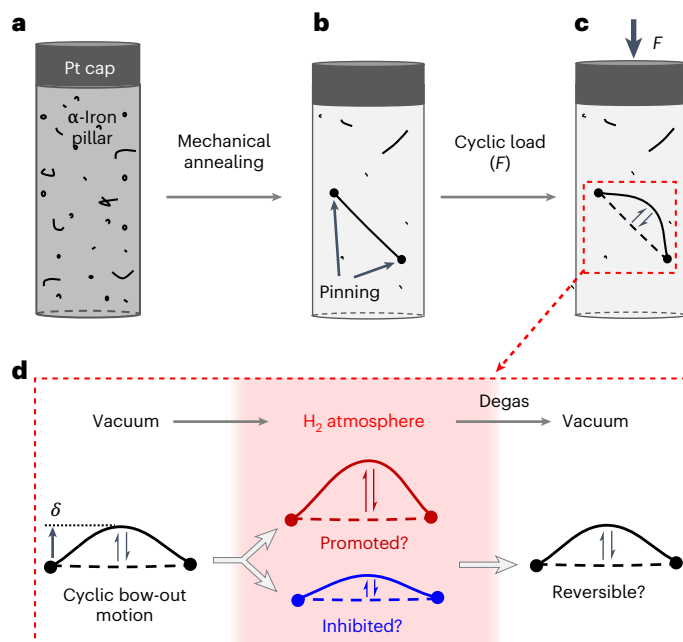 a
Pt cap
α-Iron
pillar
Mechanical
annealing
b
Pinning
Cyclic load
(F)
c
F
d
Vacuum
H₂ atmosphere
Degas
Vacuum
δ
Cyclic bow-out
motion
Promoted?
Inhibited?
Reversible?